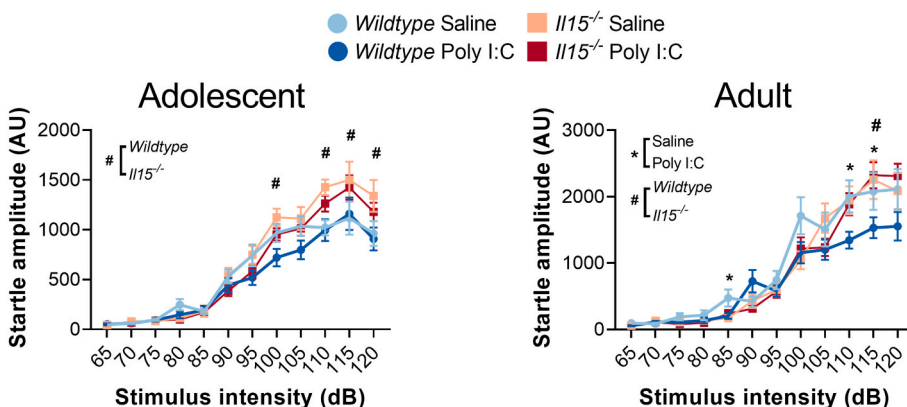 Wildtype Saline
Il15-/- Saline
Wildtype Poly I:C
Il15-/- Poly I:C
Adolescent
Startle amplitude (AU)
2000
1500
1000
500
0
# Wildtype
Il15-/-
# # # #
65 70 75 80 85 90 95 100 105 110 115 120
Stimulus intensity (dB)
Adult
Startle amplitude (AU)
3000
2000
1000
0
* Saline
Poly I:C
# Wildtype
Il15-/-
#
* * *
65 70 75 80 85 90 95 100 105 110 115 120
Stimulus intensity (dB)